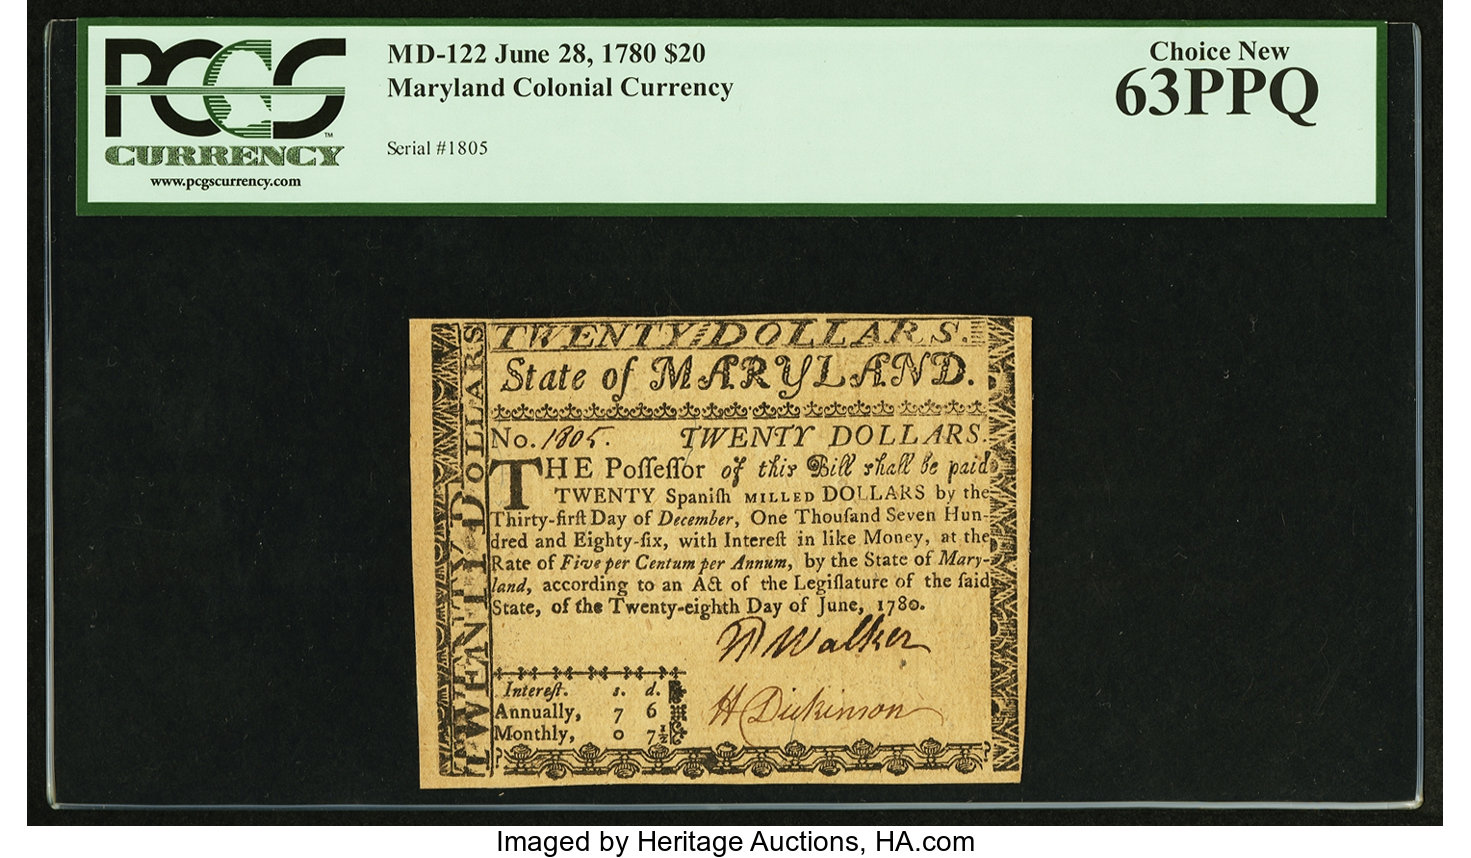 PCGS
CURRENCY
www.pcgscurrency.com
MD-122 June 28, 1780 $20
Maryland Colonial Currency
Serial #1805
Choice New
63PPQ
TWENTY DOLLARS
TWENTY DOLLARS.
State of MARYLAND.
No. 1805. TWENTY DOLLARS.
THE Poſſeſſor of this Bill shall be paid
TWENTY Spaniſh MILLED DOLLARS by the
Thirty-firſt Day of December, One Thouſand Seven Hun-
dred and Eighty-ſix, with Intereſt in like Money, at the
Rate of Five per Centum per Annum, by the State of Mary-
land, according to an Act of the Legiſlature of the ſaid
State, of the Twenty-eighth Day of June, 1780.
Walker
H Dickinson
Intereſt. s. d.
Annually, 7 6
Monthly, 0 7½
Imaged by Heritage Auctions, HA.com